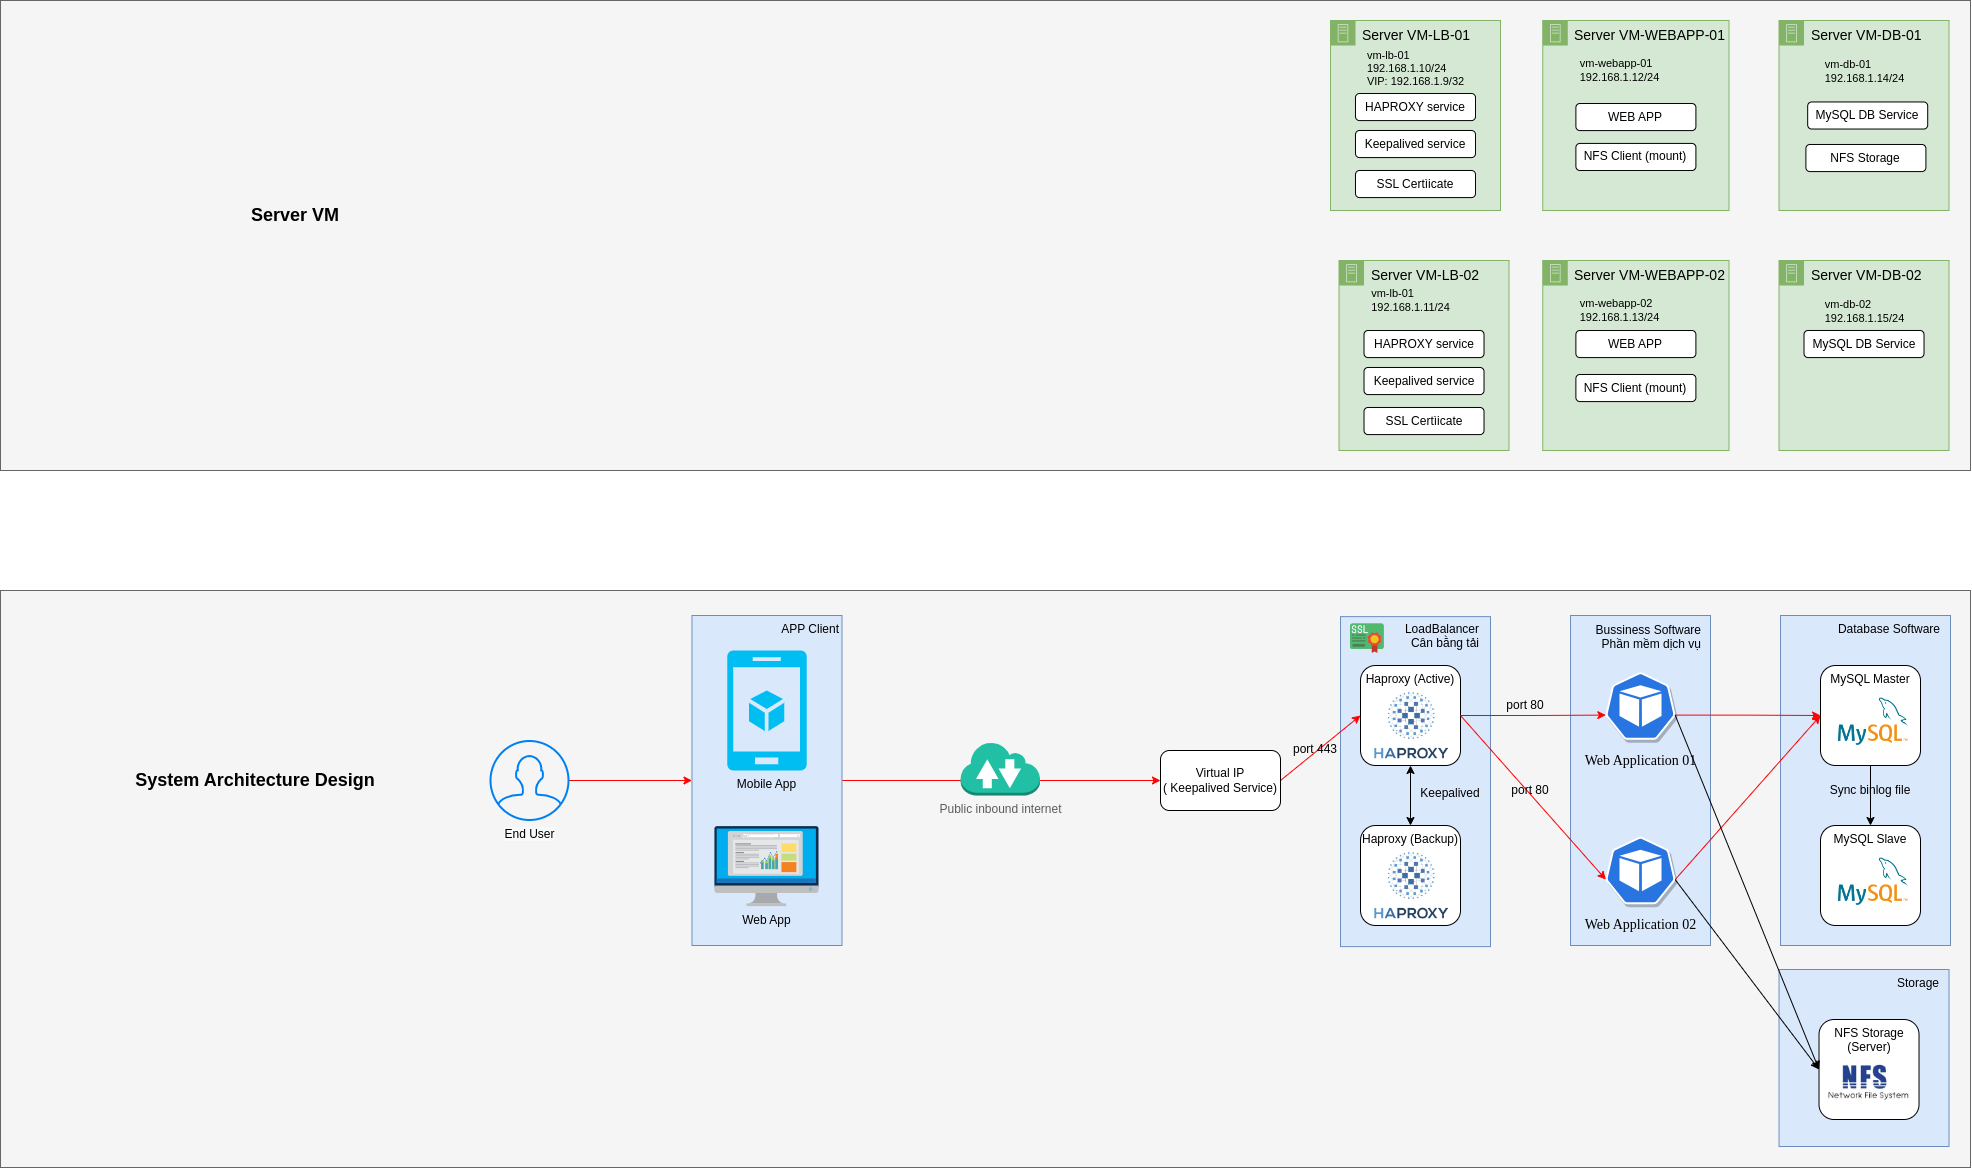 Server VM
Server VM-LB-01
vm-lb-01
192.168.1.10/24
VIP: 192.168.1.9/32
HAPROXY service
Keepalived service
SSL Certìicate
Server VM-WEBAPP-01
vm-webapp-01
192.168.1.12/24
WEB APP
NFS Client (mount)
Server VM-DB-01
vm-db-01
192.168.1.14/24
MySQL DB Service
NFS Storage
Server VM-LB-02
vm-lb-01
192.168.1.11/24
HAPROXY service
Keepalived service
SSL Certìicate
Server VM-WEBAPP-02
vm-webapp-02
192.168.1.13/24
WEB APP
NFS Client (mount)
Server VM-DB-02
vm-db-02
192.168.1.15/24
MySQL DB Service
System Architecture Design
End User
APP Client
Mobile App
Web App
Public inbound internet
Virtual IP
( Keepalived Service)
port 443
SSL
LoadBalancer
Cân bằng tải
Haproxy (Active)
HAPROXY
Keepalived
Haproxy (Backup)
HAPROXY
port 80
port 80
Bussiness Software
Phần mềm dịch vụ
Web Application 01
Web Application 02
Database Software
MySQL Master
MySQL
Sync binlog file
MySQL Slave
MySQL
Storage
NFS Storage
(Server)
NFS
Network File System